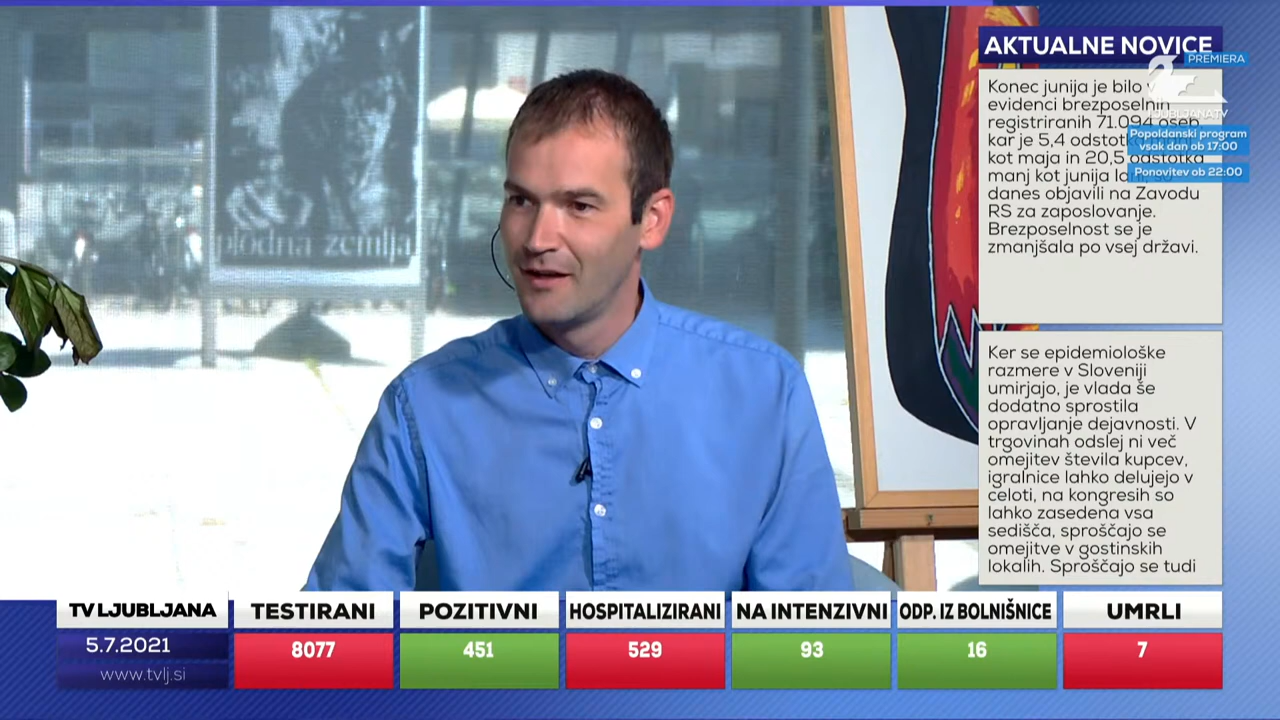 AKTUALNE NOVICE
PREMIERA
LJUBLJANATV
Popoldanski program
vsak dan ob 17:00
Ponovitev ob 22:00
Konec junija je bilo v
evidenci brezposelnih
registriranih 71.094 oseb,
kar je 5,4 odstotka
kot maja in 20,5 odstotka
manj kot junija lani, so
danes objavili na Zavodu
RS za zaposlovanje.
Brezposelnost se je
zmanjšala po vsej državi.
Ker se epidemiološke
razmere v Sloveniji
umirjajo, je vlada še
dodatno sprostila
opravljanje dejavnosti. V
trgovinah odslej ni več
omejitev števila kupcev,
igralnice lahko delujejo v
celoti, na kongresih so
lahko zasedena vsa
sedišča, sproščajo se
omejitve v gostinskih
lokalih. Sproščajo se tudi
plodna zemlja
TV LJUBLJANA
TESTIRANI
POZITIVNI
HOSPITALIZIRANI
NA INTENZIVNI
ODP. IZ BOLNIŠNICE
UMRLI
5.7.2021
8077
451
529
93
16
7
www.tvlj.si